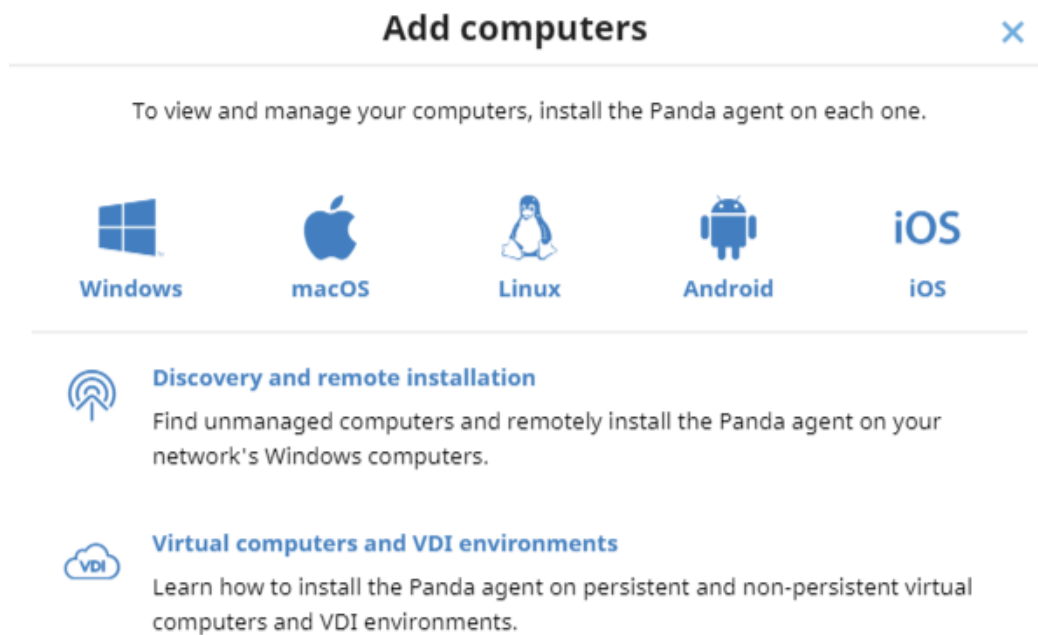 Add computers
To view and manage your computers, install the Panda agent on each one.
iOS
Windows macOS Linux Android iOS
Discovery and remote installation
Find unmanaged computers and remotely install the Panda agent on your
network's Windows computers.
Virtual computers and VDI environments
VDI
Learn how to install the Panda agent on persistent and non-persistent virtual
computers and VDI environments.